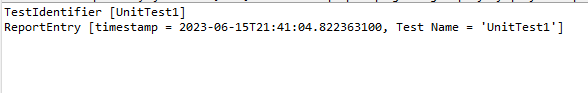 TestIdentifier [UnitTest1]
ReportEntry [timestamp = 2023-06-15T21:41:04.822363100, Test Name = 'UnitTest1']